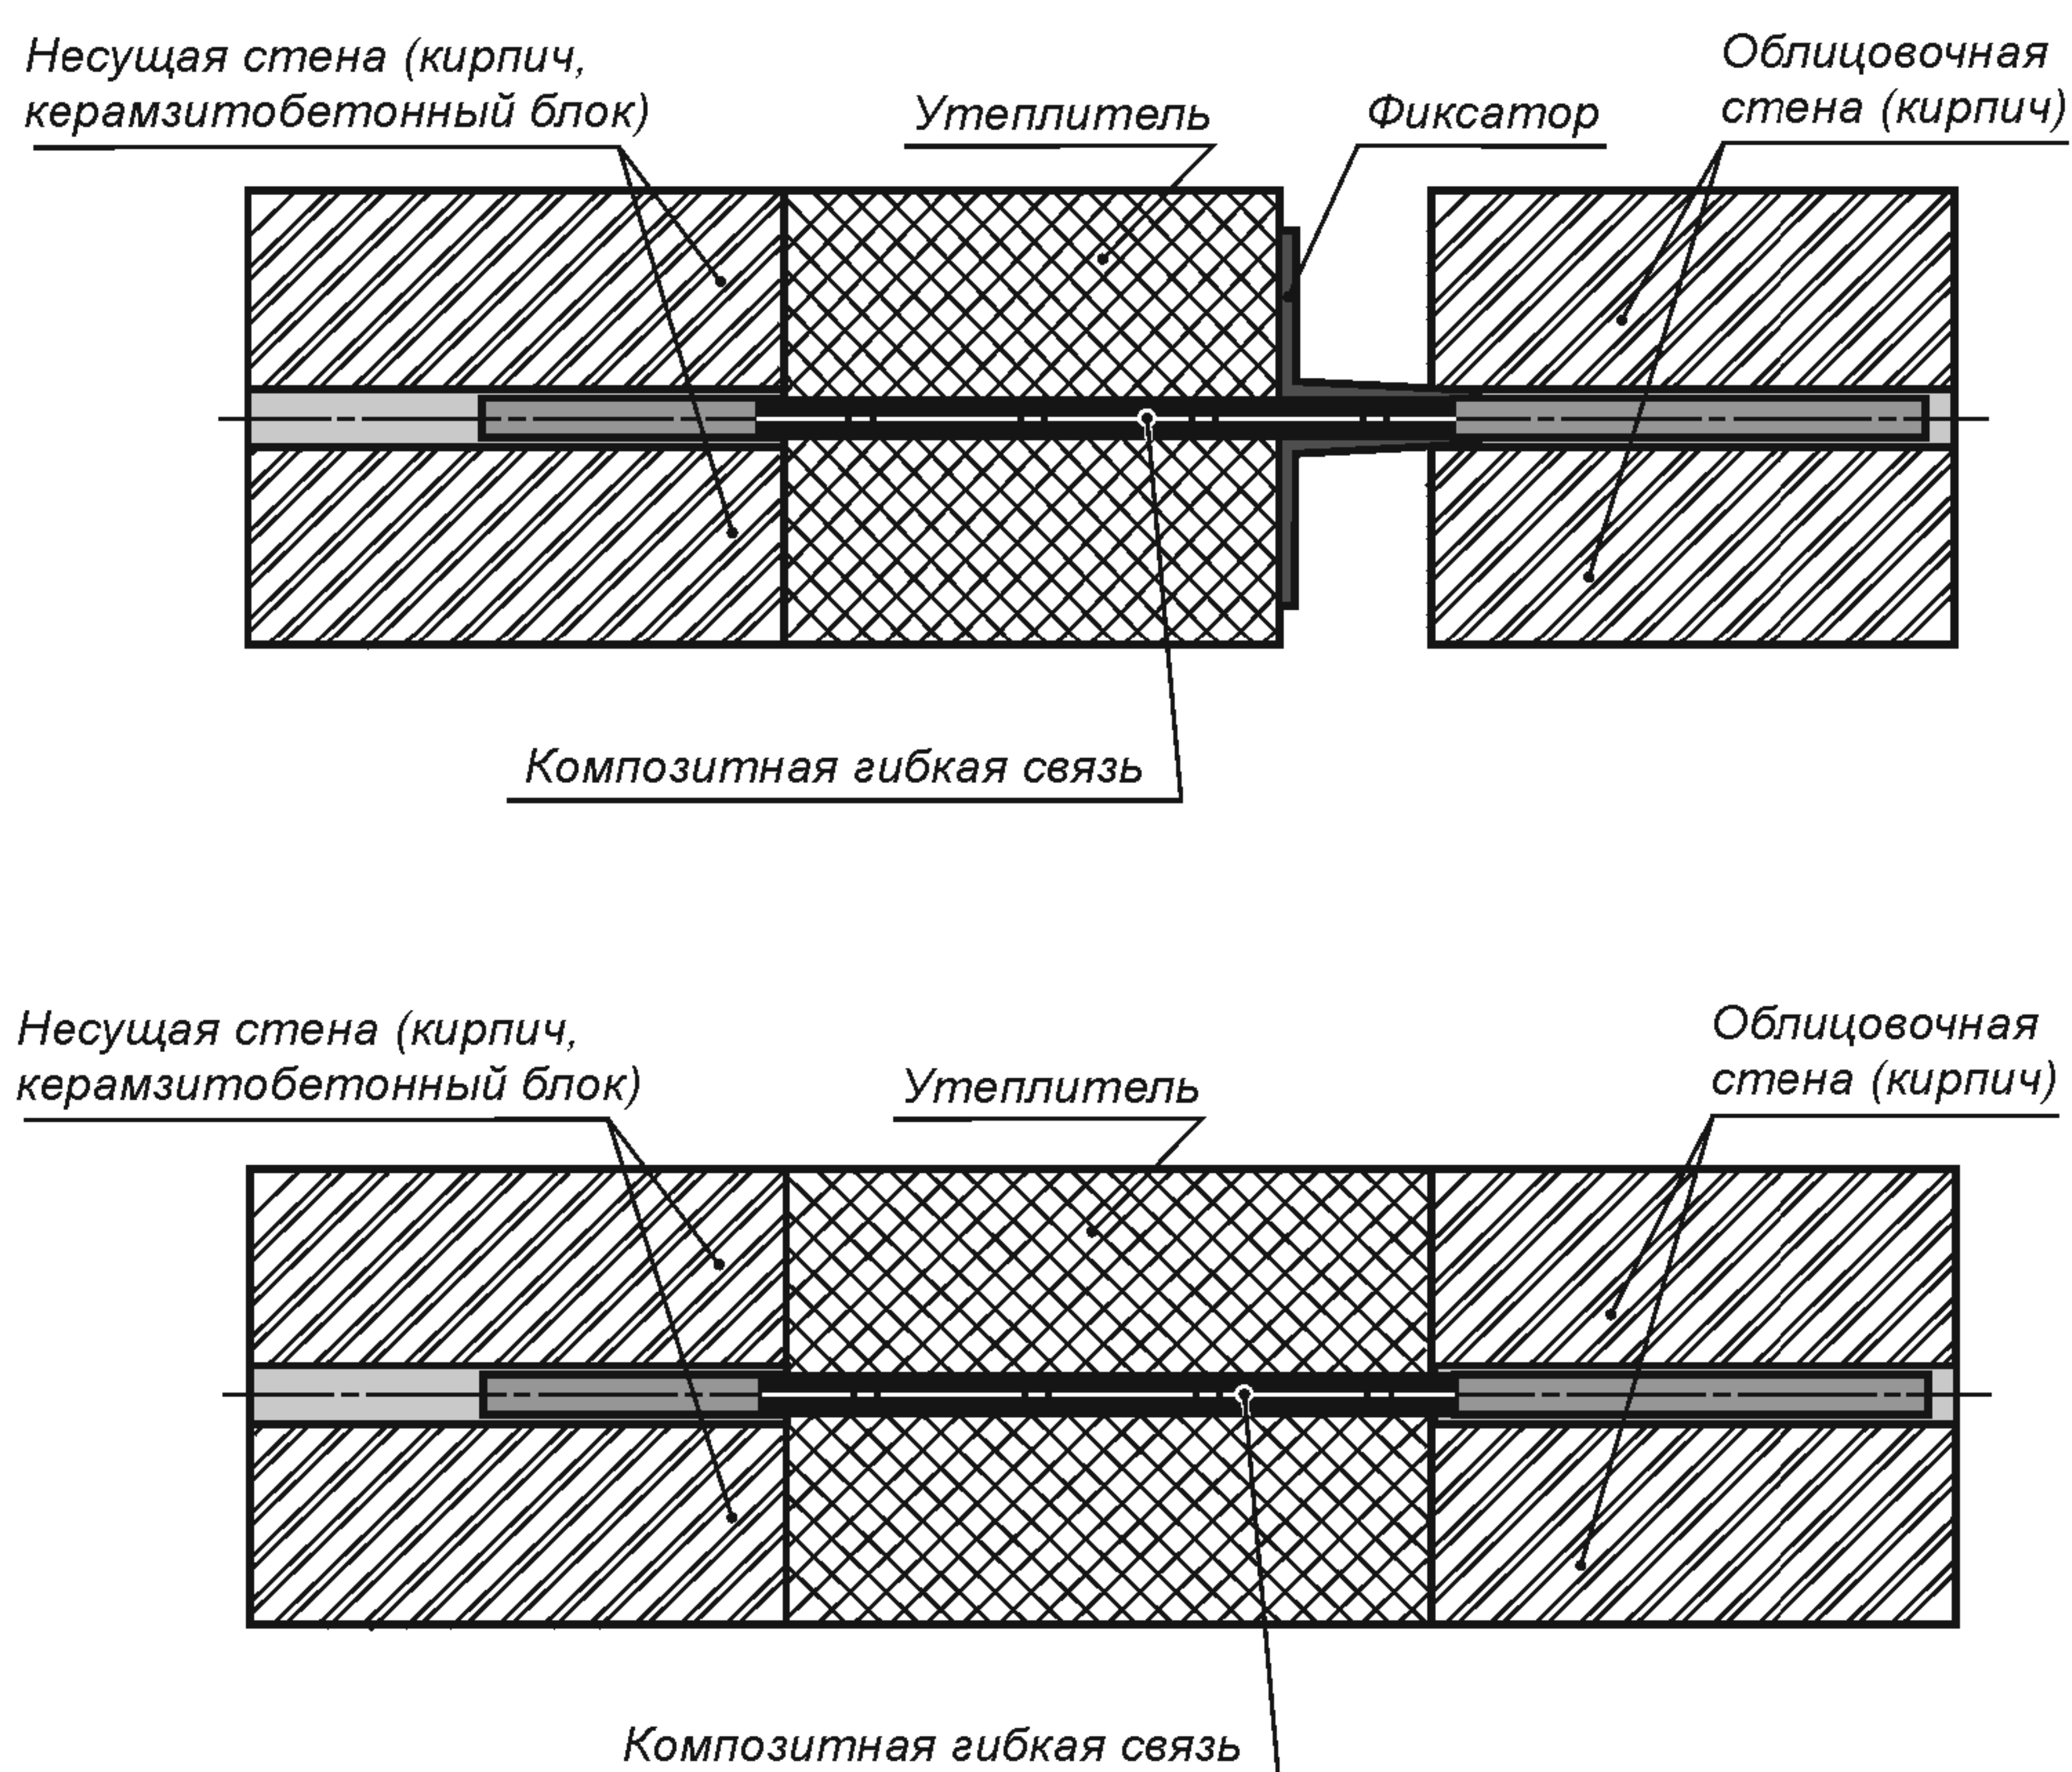 Несущая стена (кирпич,
керамзитобетонный блок)
Утеплитель
Фиксатор
Облицовочная
стена (кирпич)
Композитная гибкая связь
Несущая стена (кирпич,
керамзитобетонный блок)
Утеплитель
Облицовочная
стена (кирпич)
Композитная гибкая связь